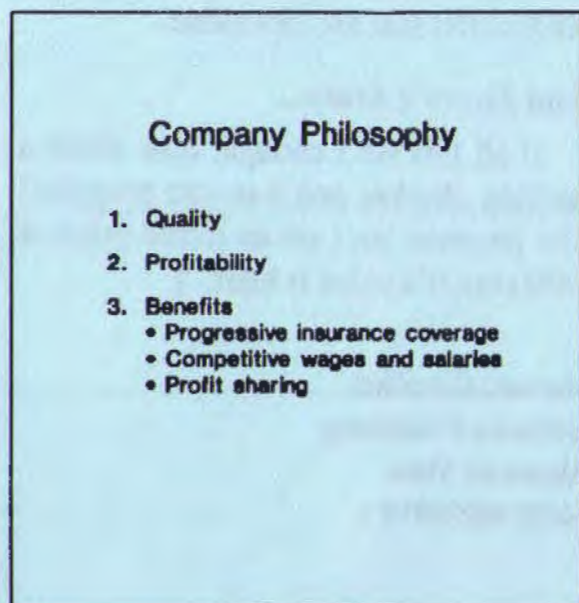 Company Philosophy
1. Quality
2. Profitability
3. Benefits
• Progressive insurance coverage
• Competitive wages and salaries
• Profit sharing